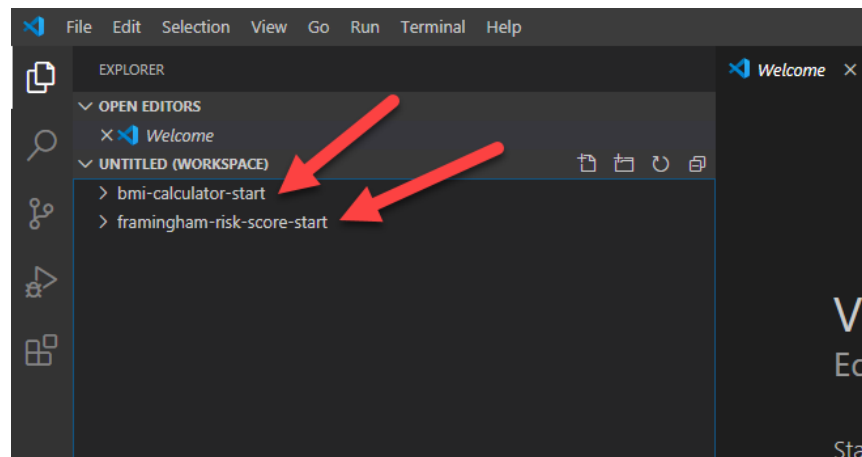 File Edit Selection View Go Run Terminal Help
EXPLORER
Welcome
OPEN EDITORS
Welcome
UNTITLED (WORKSPACE)
bmi-calculator-start
framingham-risk-score-start